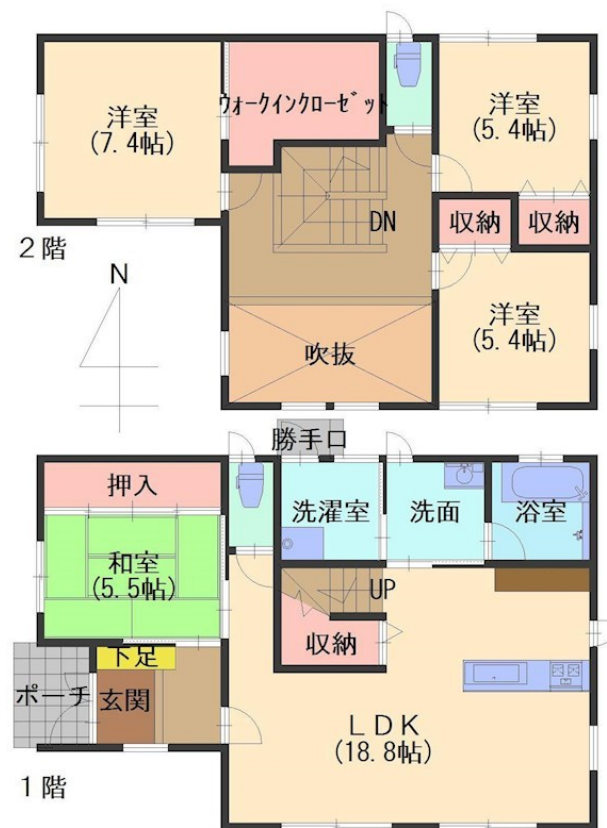 洋室
(7.4帖)
ウォークインクローゼット
洋室
(5.4帖)
収納
収納
DN
2階
N
洋室
(5.4帖)
吹抜
勝手口
押入
洗濯室
洗面
浴室
和室
(5.5帖)
UP
収納
下足
ポーチ
玄関
LDK
(18.8帖)
1階